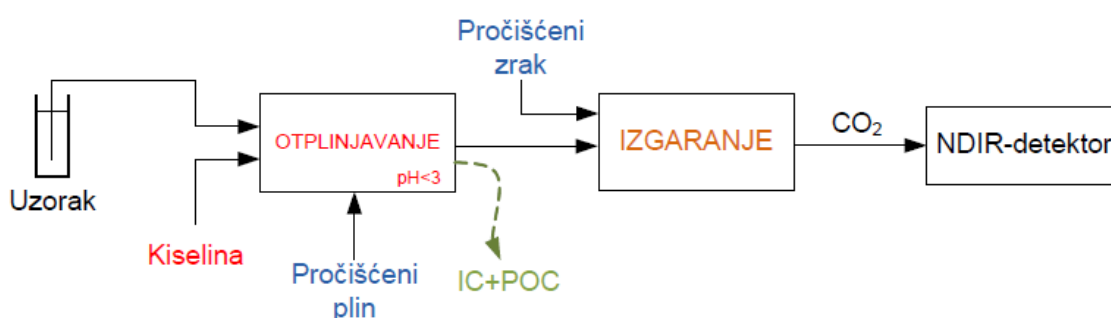 Pročišćeni
zrak
Uzorak
Kiselina
OTPLINJAVANJE
pH<3
Pročišćeni
plin
IC+POC
IZGARANJE
CO₂
NDIR-detektor